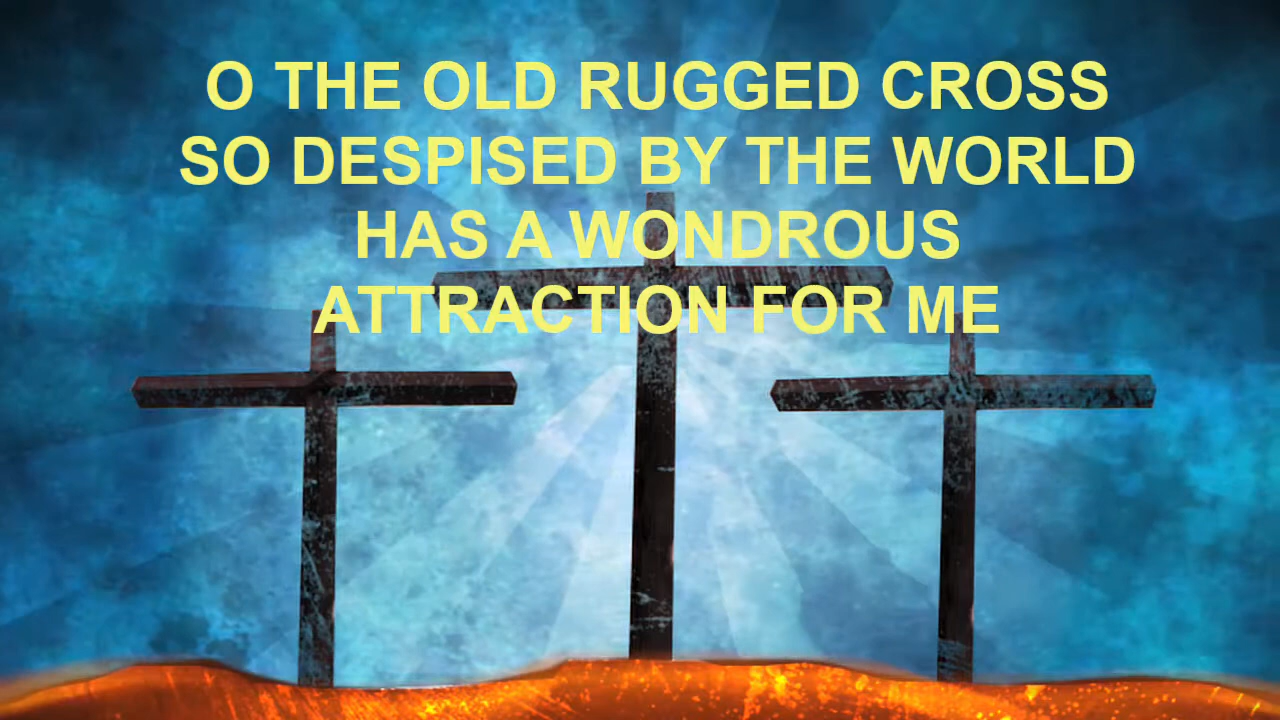 O THE OLD RUGGED CROSS
SO DESPISED BY THE WORLD
HAS A WONDROUS
ATTRACTION FOR ME